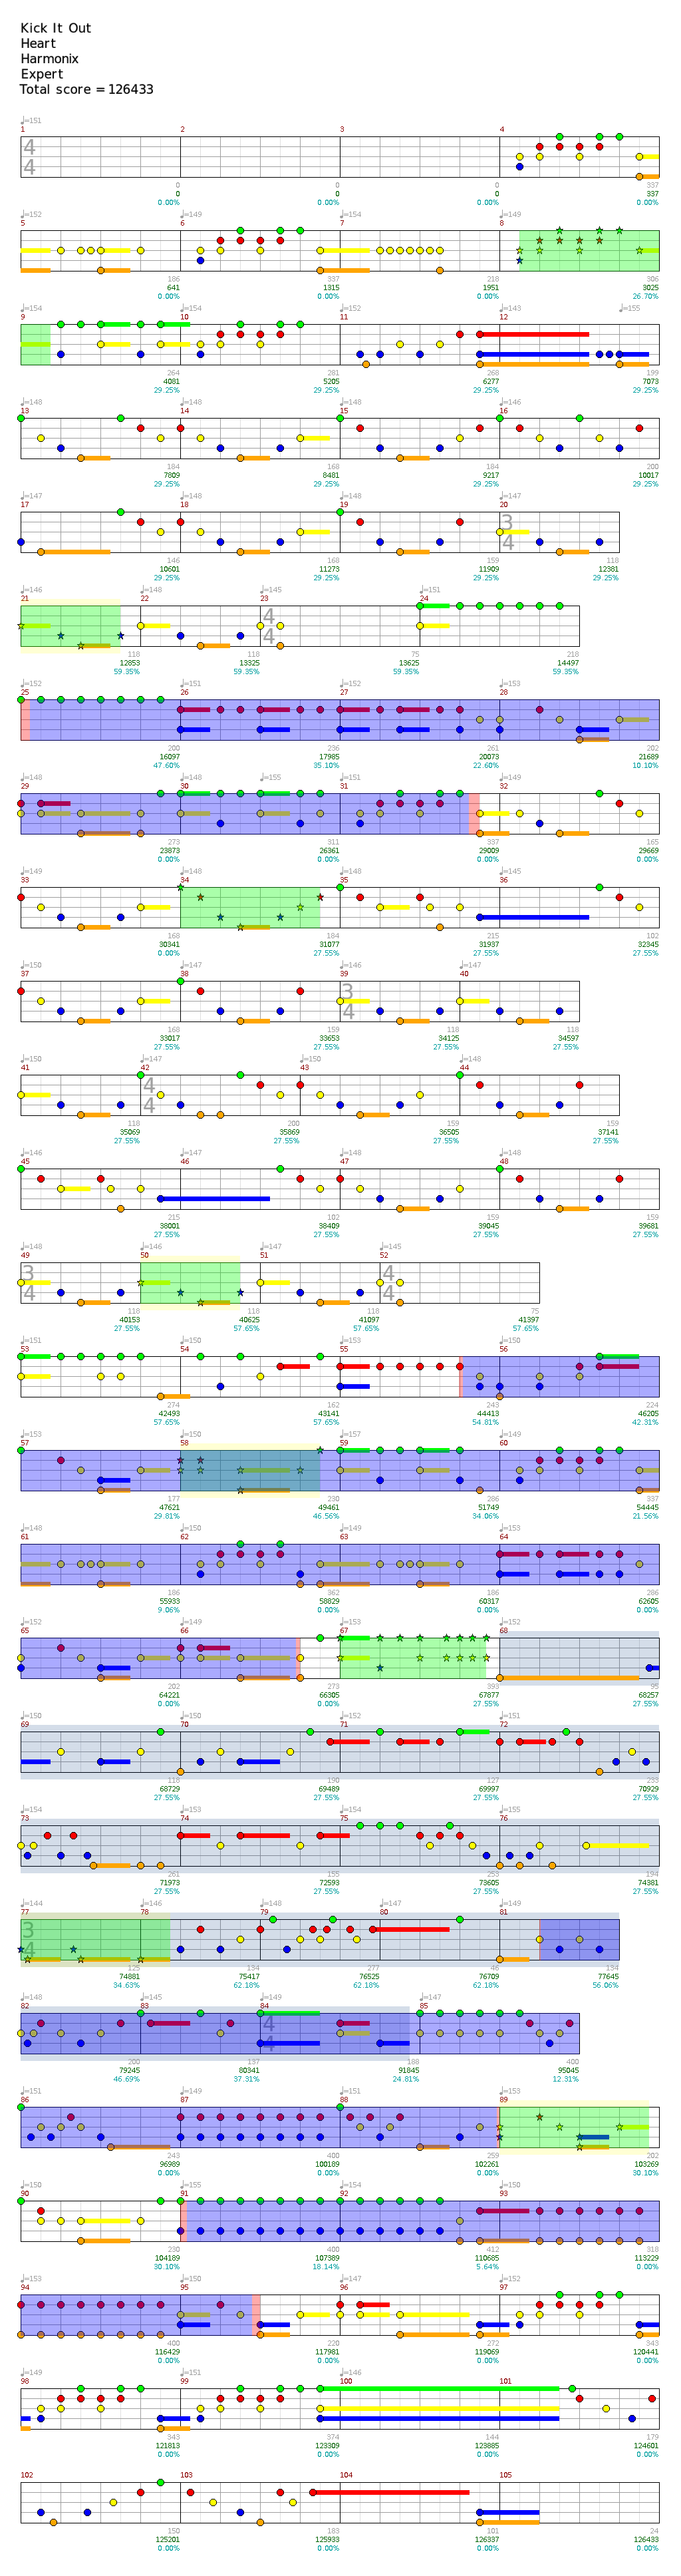 Kick It Out
Heart
Harmonix
Expert
Total score = 126433
♩=151
1 2 3 4
4
4
0 0 0 337
0 0 0 337
0.00% 0.00% 0.00% 0.00%
♩=152 ♩=149 ♩=154 ♩=149
5 6 7 8
186 337 218 306
641 1315 1951 3025
0.00% 0.00% 0.00% 26.70%
♩=154 ♩=154 ♩=152 ♩=143 ♩=155
9 10 11 12
264 281 268 199
4081 5205 6277 7073
29.25% 29.25% 29.25% 29.25%
♩=148 ♩=148 ♩=148 ♩=146
13 14 15 16
184 168 184 200
7809 8481 9217 10017
29.25% 29.25% 29.25% 29.25%
♩=147 ♩=148 ♩=148 ♩=147
17 18 19 20
3
4
146 168 159 118
10601 11273 11909 12381
29.25% 29.25% 29.25% 29.25%
♩=146 ♩=148 ♩=145 ♩=151
21 22 23 24
4
4
118 118 75 218
12853 13325 13625 14497
59.35% 59.35% 59.35% 59.35%
♩=152 ♩=151 ♩=152 ♩=153
25 26 27 28
200 236 261 202
16097 17985 20073 21689
47.60% 35.10% 22.60% 10.10%
♩=148 ♩=148 ♩=155 ♩=151 ♩=149
29 30 31 32
273 311 337 165
23873 26361 29009 29669
0.00% 0.00% 0.00% 0.00%
♩=149 ♩=148 ♩=148 ♩=145
33 34 35 36
168 184 215 102
30341 31077 31937 32345
0.00% 27.55% 27.55% 27.55%
♩=150 ♩=147 ♩=146 ♩=147
37 38 39 40
3
4
168 159 118 118
33017 33653 34125 34597
27.55% 27.55% 27.55% 27.55%
♩=150 ♩=147 ♩=150 ♩=148
41 42 43 44
4
4
118 200 159 159
35069 35869 36505 37141
27.55% 27.55% 27.55% 27.55%
♩=146 ♩=147 ♩=147 ♩=148
45 46 47 48
215 102 159 159
38001 38409 39045 39681
27.55% 27.55% 27.55% 27.55%
♩=148 ♩=146 ♩=147 ♩=145
49 50 51 52
3 4
4 4
118 118 118 75
40153 40625 41097 41397
27.55% 57.65% 57.65% 57.65%
♩=151 ♩=150 ♩=153 ♩=150
53 54 55 56
274 162 243 224
42493 43141 44413 46205
57.65% 57.65% 54.81% 42.31%
♩=153 ♩=150 ♩=152 ♩=149
57 58 59 60
177 230 286 337
47621 49461 51749 54445
29.81% 46.56% 34.06% 21.56%
♩=148 ♩=150 ♩=149 ♩=153
61 62 63 64
186 362 186 286
55933 58829 60317 62605
9.06% 0.00% 0.00% 0.00%
♩=152 ♩=149 ♩=153 ♩=152
65 66 67 68
202 273 393 95
64221 66305 67877 68257
0.00% 0.00% 27.55% 27.55%
♩=150 ♩=150 ♩=152 ♩=151
69 70 71 72
118 190 127 233
68729 69489 69997 70929
27.55% 27.55% 27.55% 27.55%
♩=154 ♩=153 ♩=154 ♩=155
73 74 75 76
261 155 253 194
71973 72593 73605 74381
27.55% 27.55% 27.55% 27.55%
♩=144 ♩=146 ♩=148 ♩=147 ♩=149
77 78 79 80 81
3
4
125 134 277 46 134
74881 75417 76525 76709 77645
34.63% 62.18% 62.18% 62.18% 56.06%
♩=148 ♩=145 ♩=149 ♩=147
82 83 84 85
4
4
200 137 188 400
79245 80341 91845 95045
46.69% 37.31% 24.81% 12.31%
♩=151 ♩=149 ♩=151 ♩=153
86 87 88 89
243 400 259 202
96989 100189 102261 103269
0.00% 0.00% 0.00% 30.10%
♩=150 ♩=155 ♩=154 ♩=150
90 91 92 93
230 400 412 318
104189 107389 110685 113229
30.10% 18.14% 5.64% 0.00%
♩=153 ♩=150 ♩=147 ♩=152
94 95 96 97
400 220 272 343
116429 117981 119069 120441
0.00% 0.00% 0.00% 0.00%
♩=149 ♩=151 ♩=146
98 99 100 101
343 374 144 179
121813 123309 123885 124601
0.00% 0.00% 0.00% 0.00%
102 103 104 105
150 183 101 24
125201 125933 126337 126433
0.00% 0.00% 0.00% 0.00%